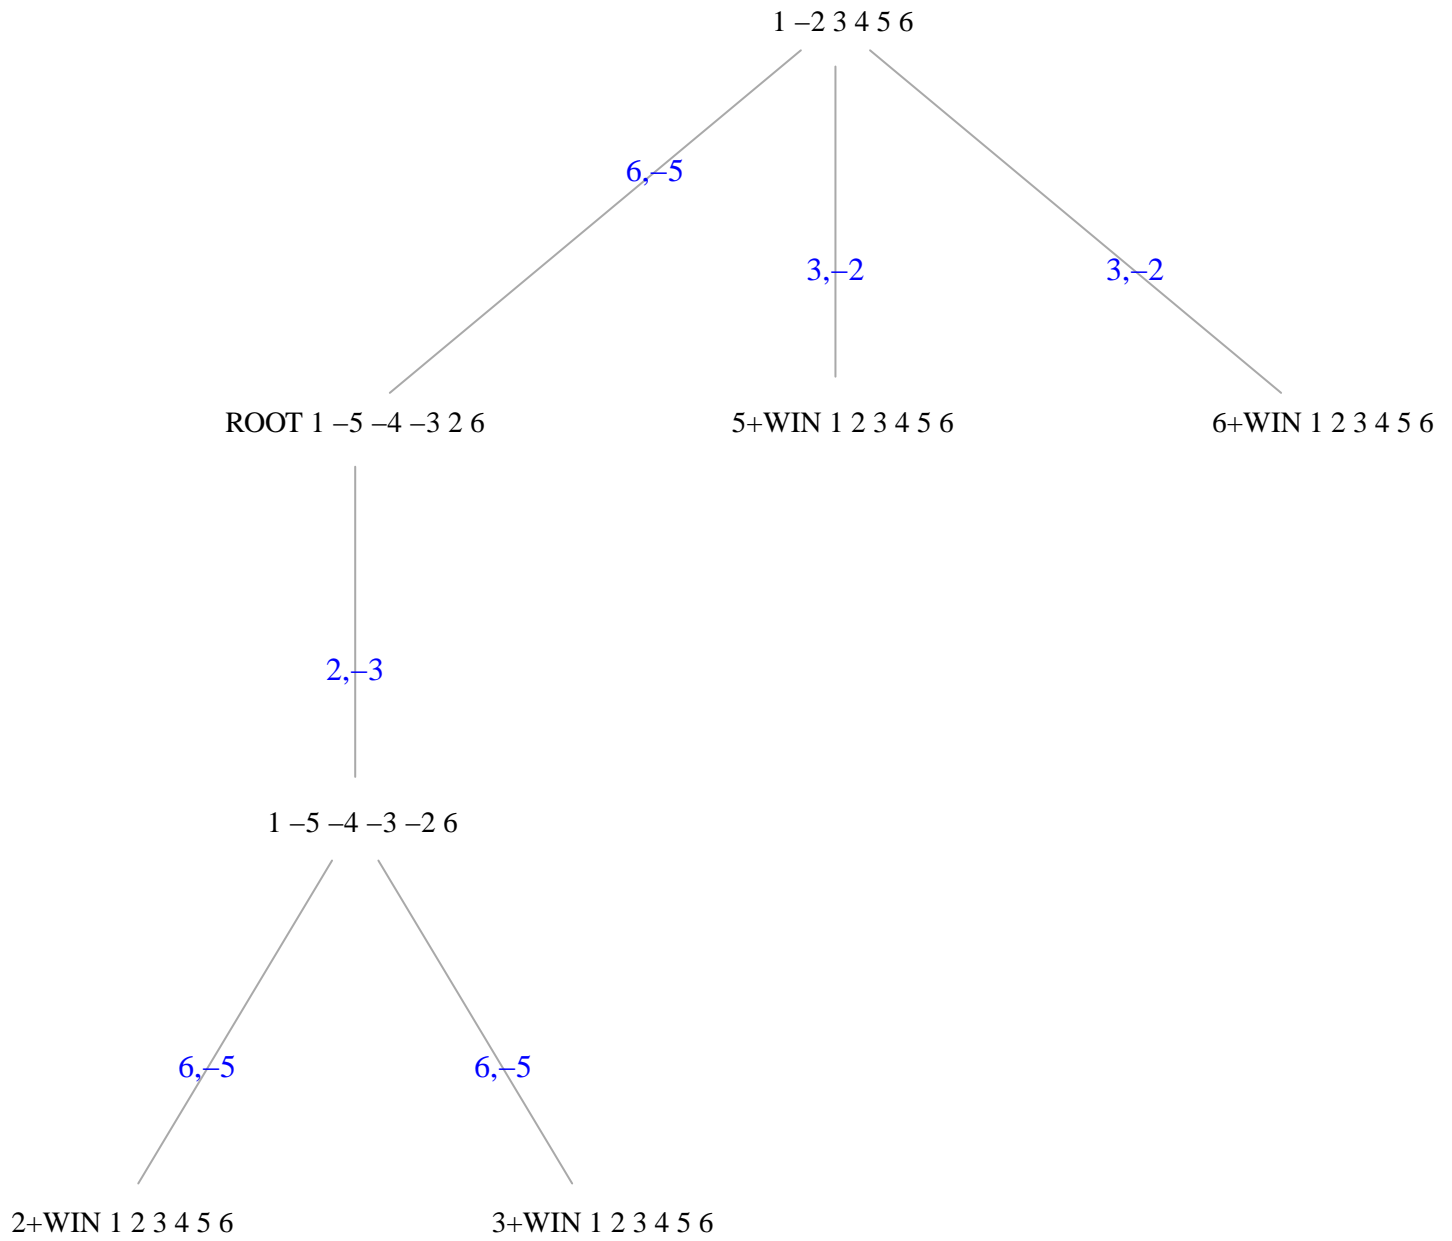 1 –2 3 4 5 6
6,–5
3,–2
3,–2
ROOT 1 –5 –4 –3 2 6
5+WIN 1 2 3 4 5 6
6+WIN 1 2 3 4 5 6
2,–3
1 –5 –4 –3 –2 6
6,–5
6,–5
2+WIN 1 2 3 4 5 6
3+WIN 1 2 3 4 5 6